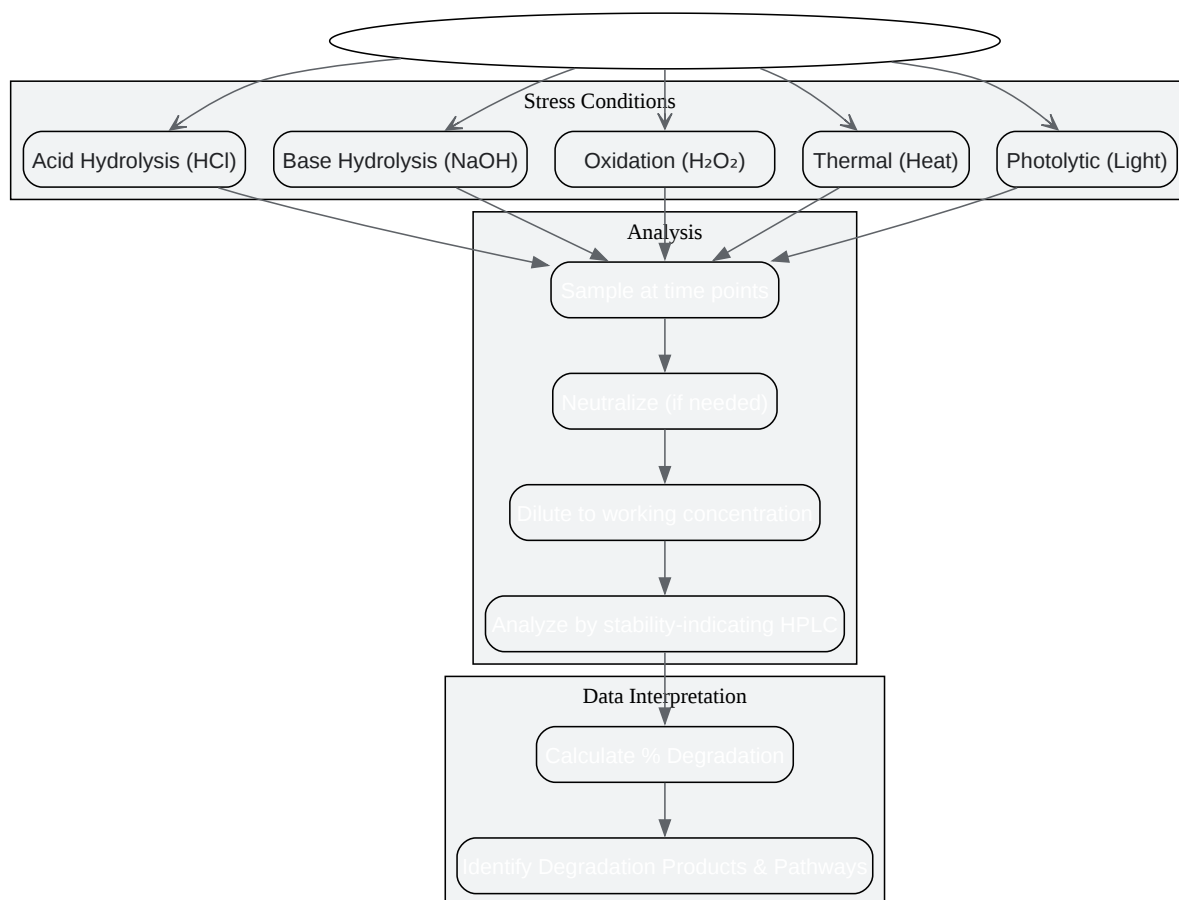 Stress Conditions
Acid Hydrolysis (HCl)
Base Hydrolysis (NaOH)
Oxidation (H₂O₂)
Thermal (Heat)
Photolytic (Light)
Analysis
Sample at time points
Neutralize (if needed)
Dilute to working concentration
Analyze by stability-indicating HPLC
Data Interpretation
Calculate % Degradation
Identify Degradation Products & Pathways